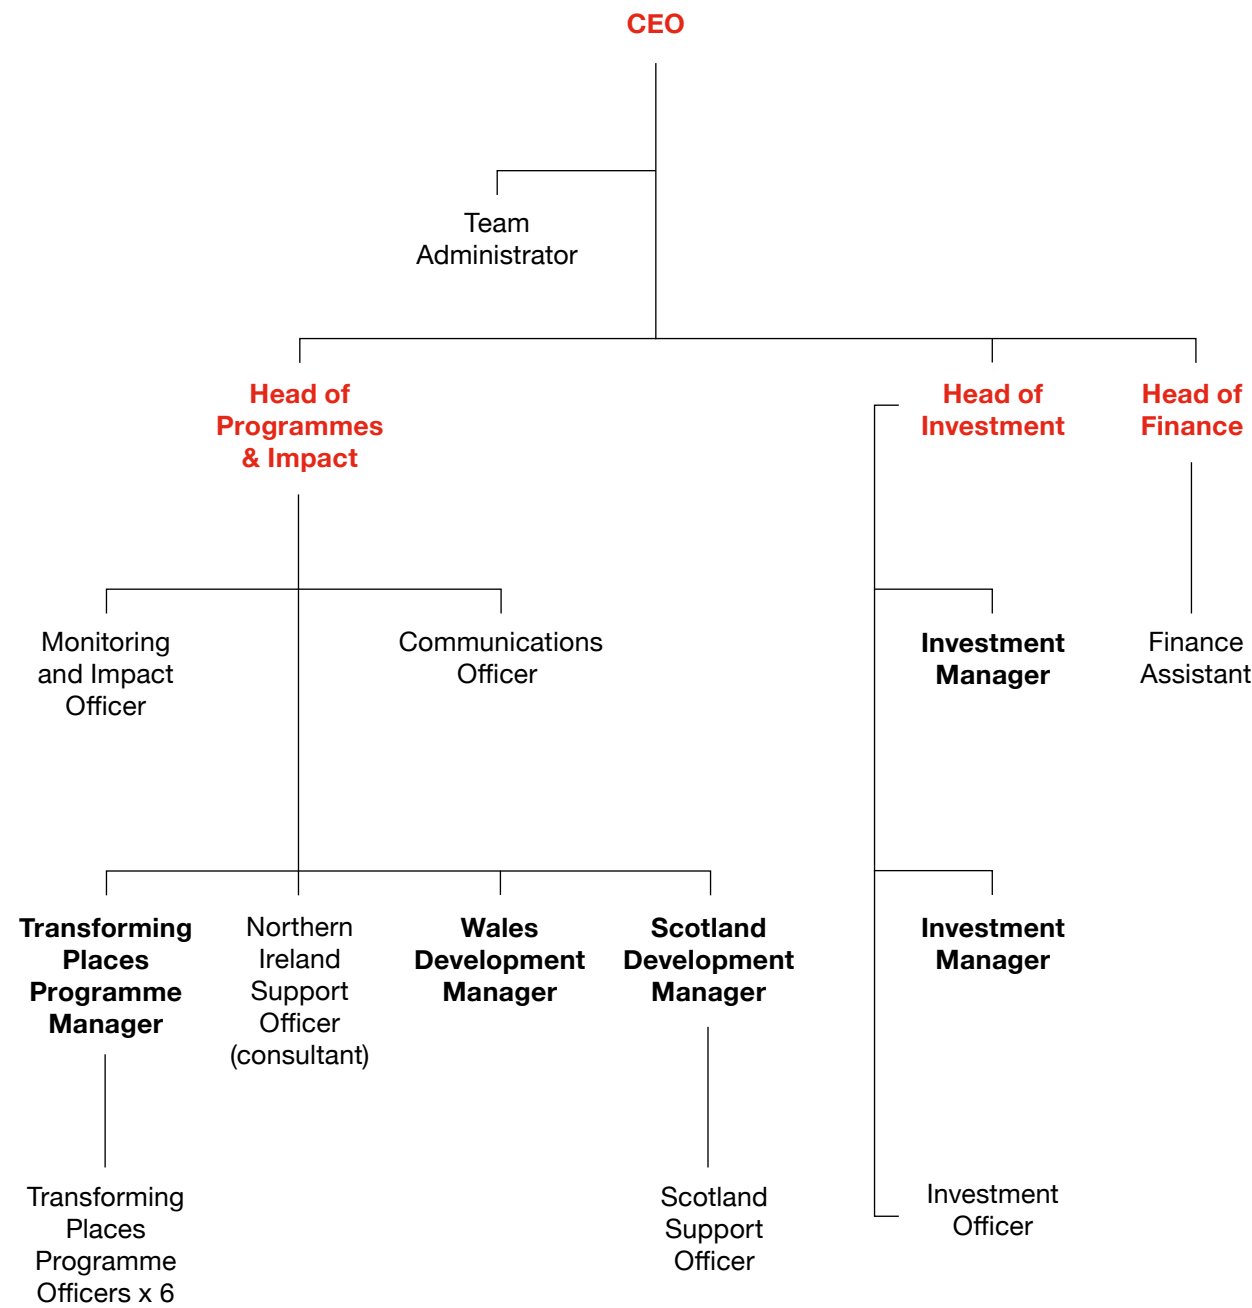 CEO
Team
Administrator
Head of
Programmes
& Impact
Head of
Investment
Head of
Finance
Monitoring
and Impact
Officer
Communications
Officer
Investment
Manager
Finance
Assistant
Transforming
Places
Programme
Manager
Northern
Ireland
Support
Officer
(consultant)
Wales
Development
Manager
Scotland
Development
Manager
Investment
Manager
Transforming
Places
Programme
Officers x 6
Scotland
Support
Officer
Investment
Officer